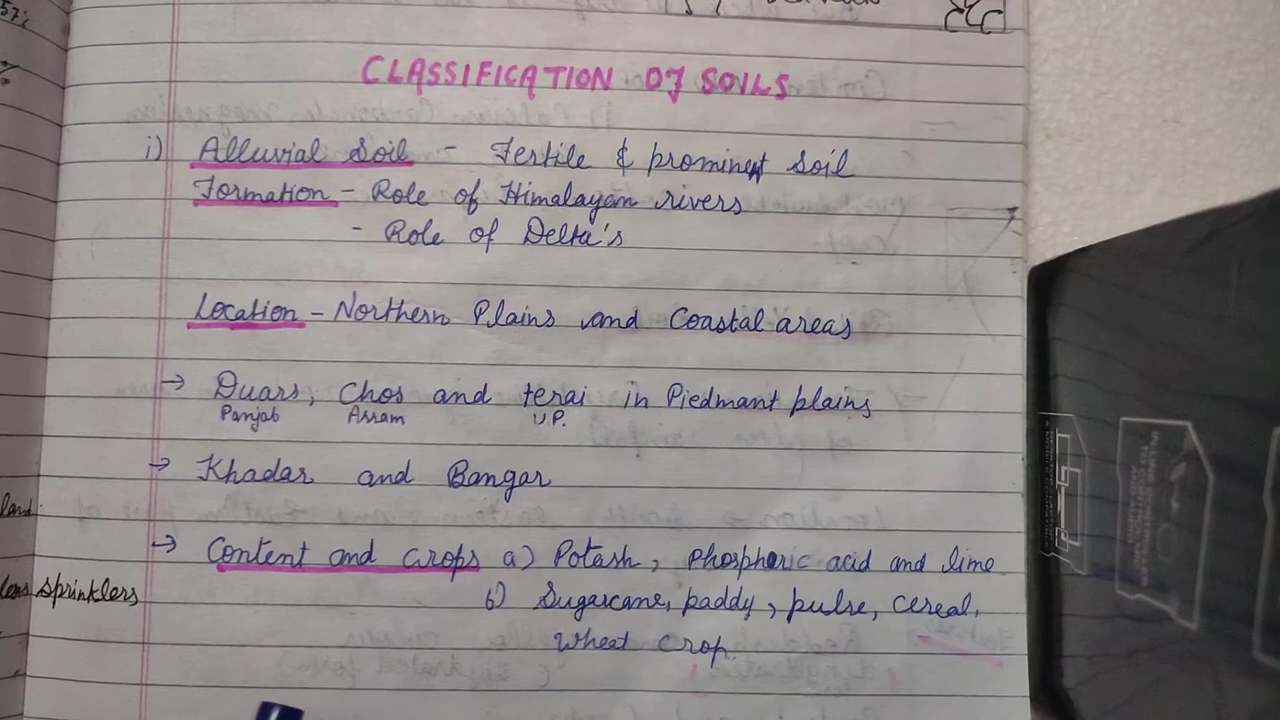 57;
%
CLASSIFICATION OF SOILS
i) Alluvial Soil - Fertile & prominent soil
Formation - Role of Himalayan rivers
- Role of Delta's
Location - Northern Plains and Coastal areas
→ Duars, Chos and terai in Piedmant plains
Panjab Assam U.P.
→ Khadar and Bangar
land.
→ Content and crops a) Potash, Phosphoric acid and lime
sprinklers
b) Sugarcane, paddy, pulse, cereal,
Wheat crop.